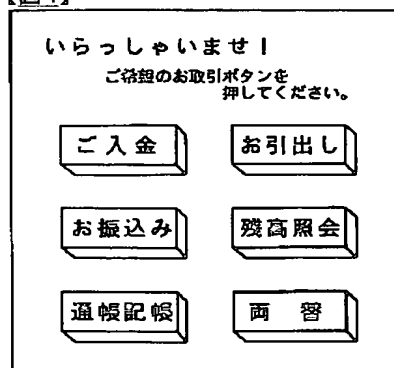 【図4】
いらっしゃいませ!
ご希望のお取引ボタンを
押してください。
ご入金
お引出し
お振込み
残高照会
通帳記帳
両 替